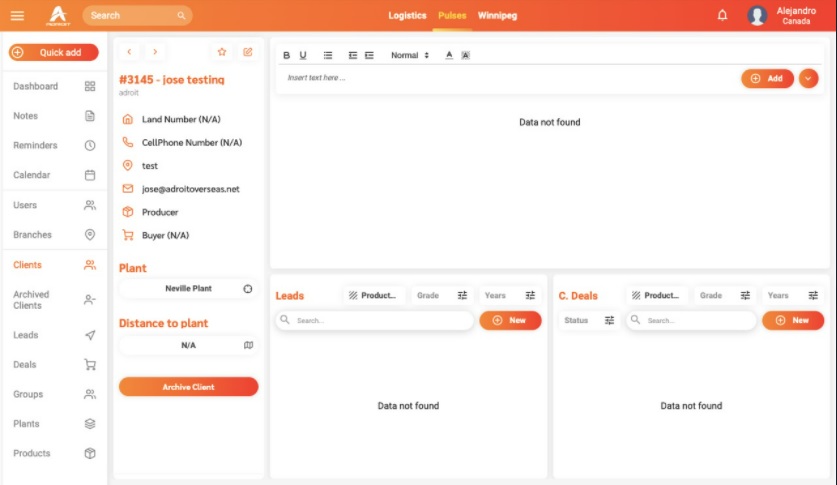 Search
Logistics Pulses Winnipeg
Alejandro
Canada
Quick add
Dashboard
Notes
Reminders
Calendar
Users
Branches
Clients
Archived
Clients
Leads
Deals
Groups
Plants
Products
#3145 - jose testing
adroit
Land Number (N/A)
CellPhone Number (N/A)
test
jose@adroitoverseas.net
Producer
Buyer (N/A)
Plant
Neville Plant
Distance to plant
N/A
Archive Client
B U Normal A A
Insert text here ...
Add
Data not found
Leads Product... Grade Years
Search... New
Data not found
C. Deals Product... Grade Years
Status Search... New
Data not found